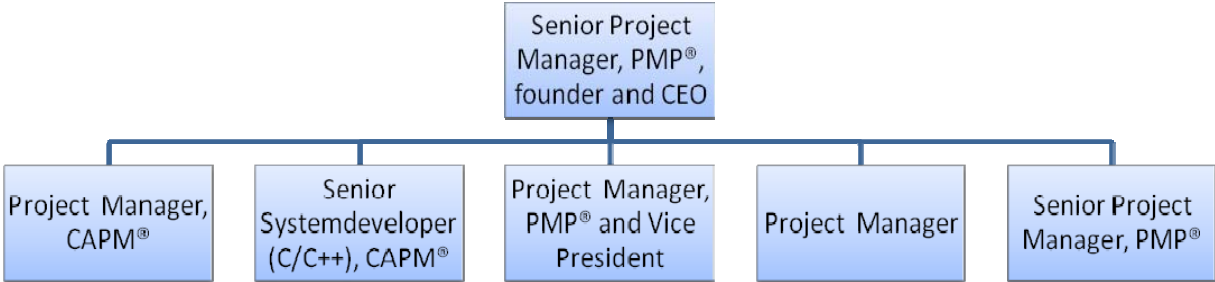 Senior Project
Manager, PMP®,
founder and CEO
Project Manager,
CAPM®
Senior
Systemdeveloper
(C/C++), CAPM®
Project Manager,
PMP® and Vice
President
Project Manager
Senior Project
Manager, PMP®